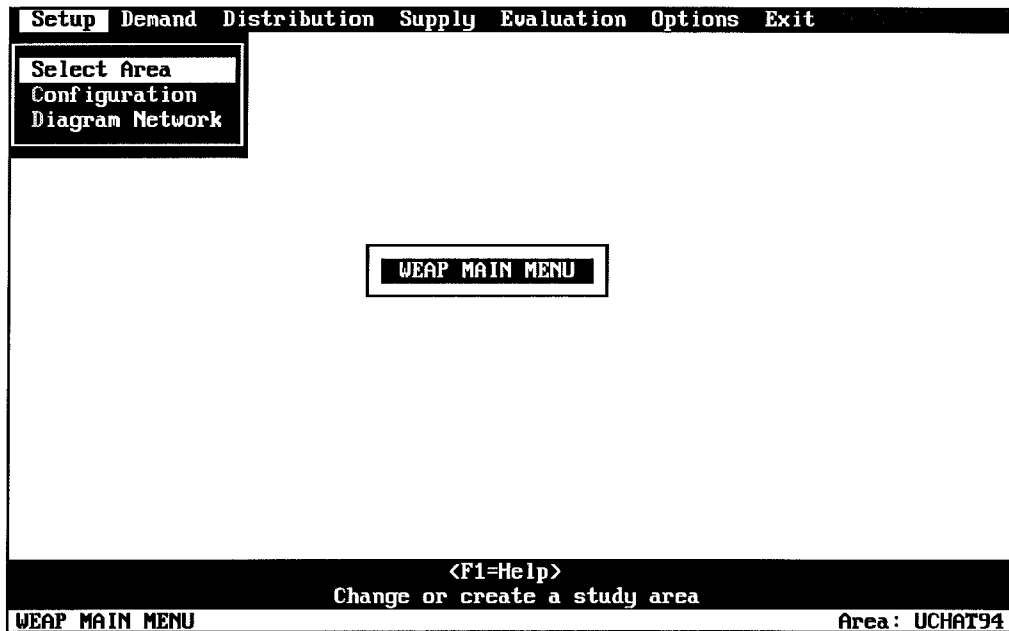 Setup Demand Distribution Supply Evaluation Options Exit
Select Area
Configuration
Diagram Network
WEAP MAIN MENU
<F1=Help>
Change or create a study area
WEAP MAIN MENU Area: UCHAT94